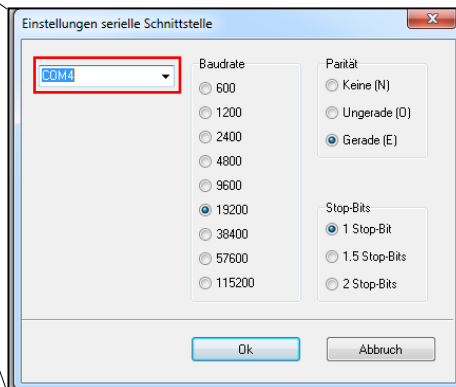 Einstellungen serielle Schnittstelle
COM4
Baudrate
600
1200
2400
4800
9600
19200
38400
57600
115200
Parität
Keine (N)
Ungerade (O)
Gerade (E)
Stop-Bits
1 Stop-Bit
1.5 Stop-Bits
2 Stop-Bits
Ok
Abbruch